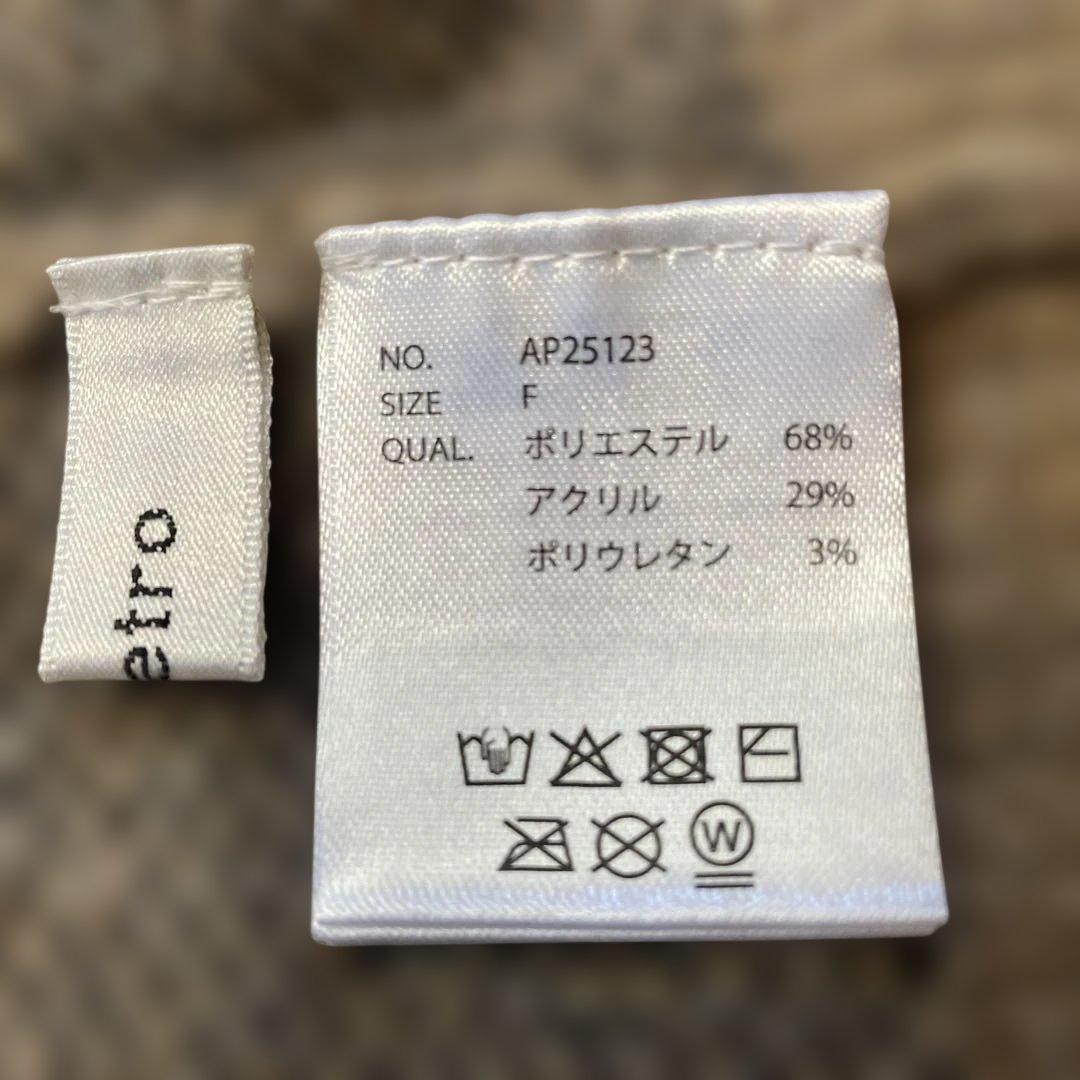 etro
NO. AP25123
SIZE F
QUAL. ポリエステル 68%
アクリル 29%
ポリウレタン 3%
W